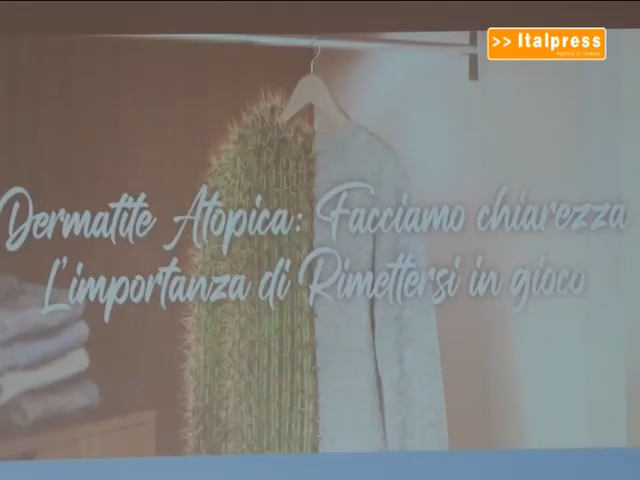 >> Italpress
Dermatite Atopica: Facciamo chiarezza
L'importanza di Rimettersi in gioco